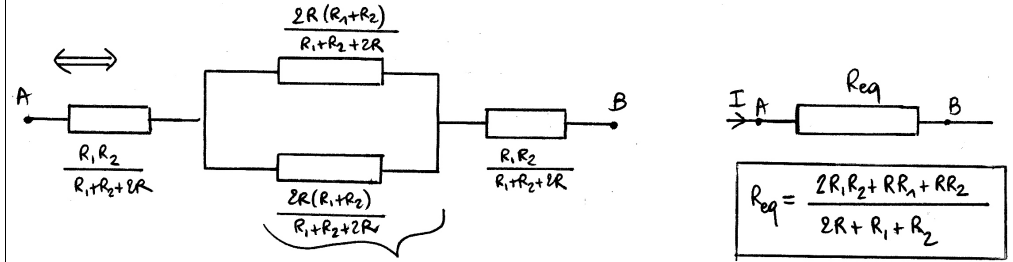 2R(R₁+R₂)
R₁+R₂+2R
A
R₁R₂
R₁+R₂+2R
2R(R₁+R₂)
R₁+R₂+2R
B
R₁R₂
R₁+R₂+2R
Req
I
A
B
Req = 2R₁R₂+RR₁+RR₂
2R+R₁+R₂